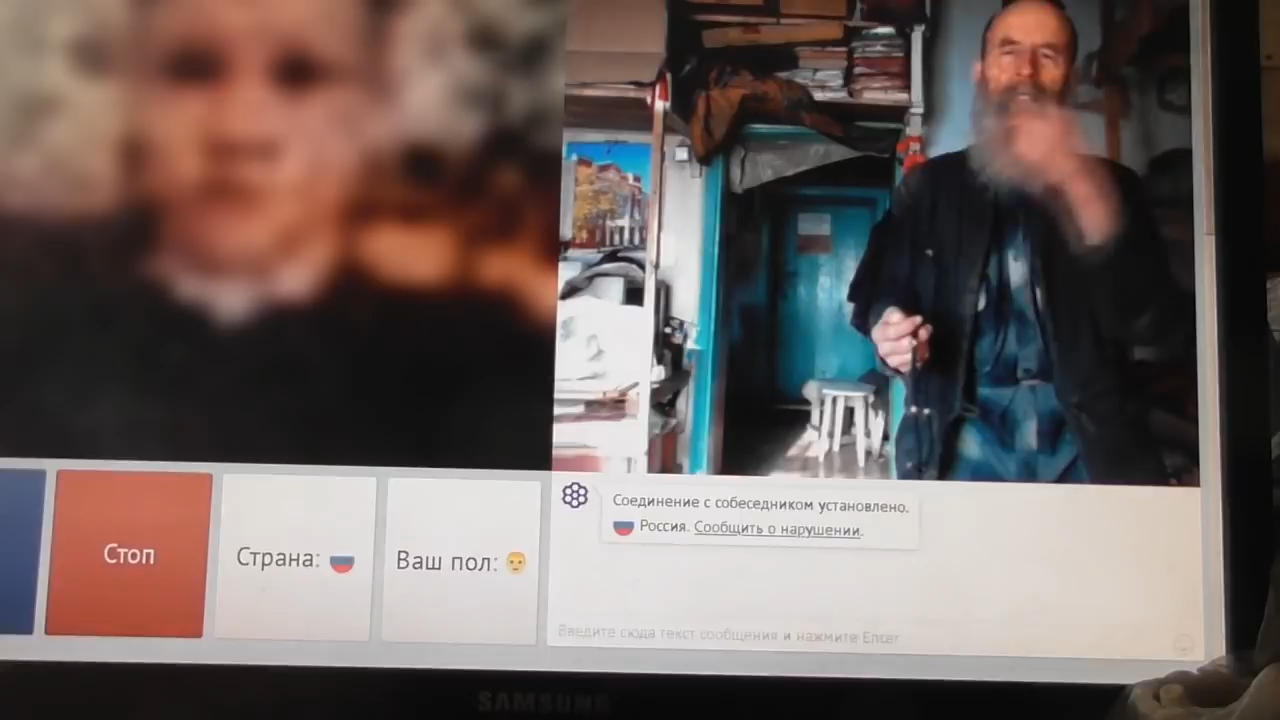 Стоп
Страна:
Ваш пол:
Соединение с собеседником установлено.
Россия. Сообщить о нарушении.
Введите сюда текст сообщения и нажмите Enter
SAMSUNG